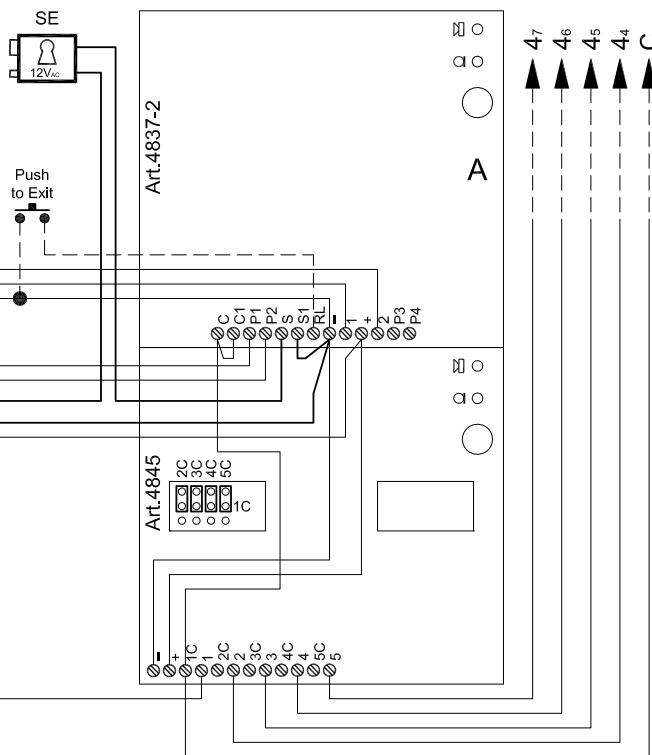 SE
12VAC
Push
to Exit
Art.4837-2
A
47
46
45
44
C
C
C1
P1
P2
S
S1
RL
-
1
+
2
P3
P4
Art.4845
2C
3C
4C
5C
1C
-
+
1C
1
2C
2
3C
3
4C
4
5C
5